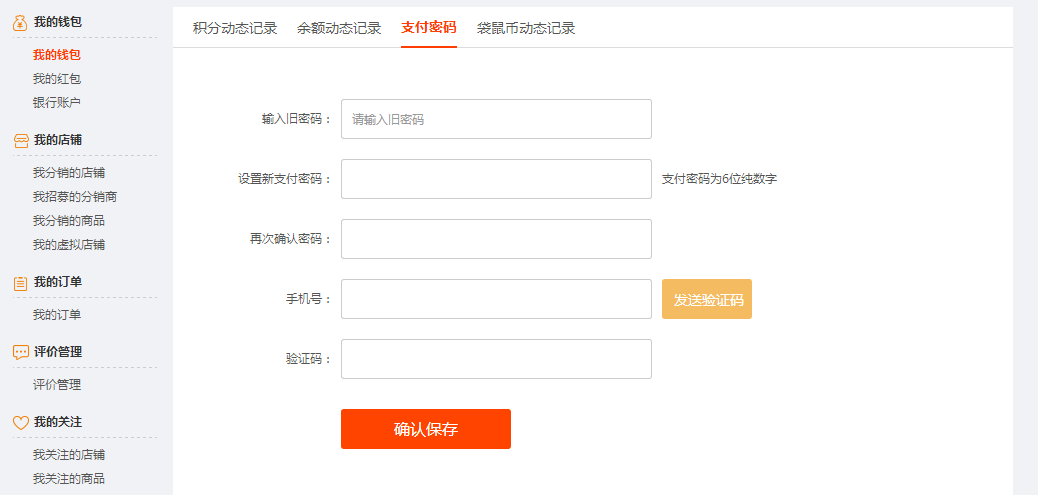 我的钱包
我的钱包
我的红包
银行账户
我的店铺
我分销的店铺
我招募的分销商
我分销的商品
我的虚拟店铺
我的订单
我的订单
评价管理
评价管理
我的关注
我关注的店铺
我关注的商品
积分动态记录 余额动态记录 支付密码 袋鼠币动态记录
输入旧密码： 请输入旧密码
设置新支付密码： 支付密码为6位纯数字
再次确认密码：
手机号： 发送验证码
验证码：
确认保存